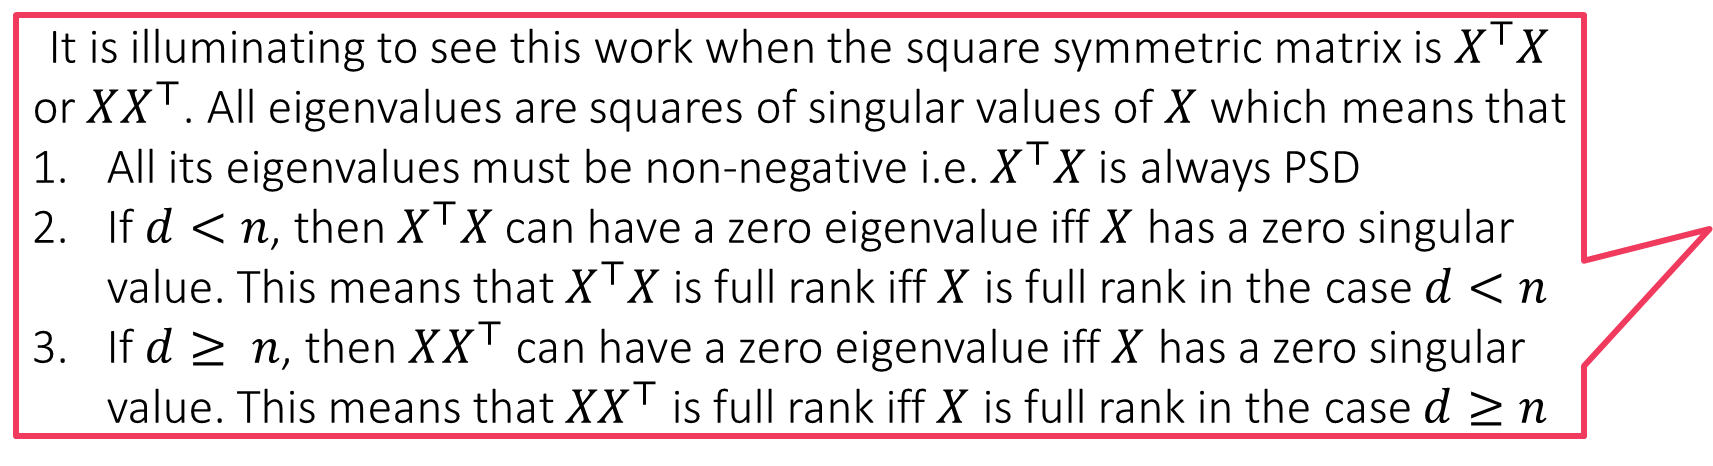 It is illuminating to see this work when the square symmetric matrix is X⊤X
or XX⊤. All eigenvalues are squares of singular values of X which means that
1. All its eigenvalues must be non-negative i.e. X⊤X is always PSD
2. If d < n, then X⊤X can have a zero eigenvalue iff X has a zero singular
value. This means that X⊤X is full rank iff X is full rank in the case d < n
3. If d ≥ n, then XX⊤ can have a zero eigenvalue iff X has a zero singular
value. This means that XX⊤ is full rank iff X is full rank in the case d ≥ n